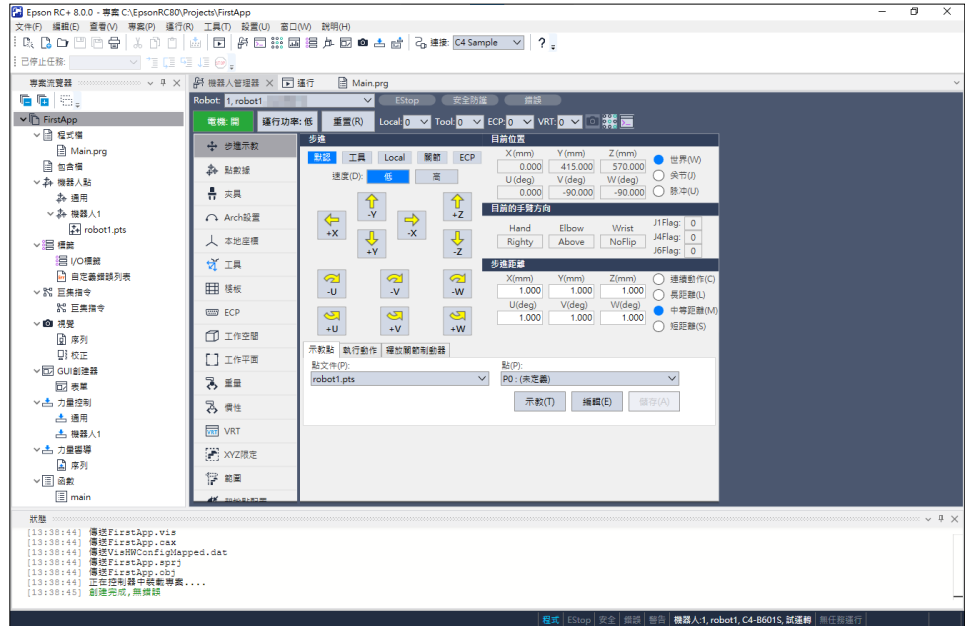 Epson RC+ 8.0.0 - 專案 C:\EpsonRC80\Projects\FirstApp
文件(F) 編輯(E) 查看(V) 專案(P) 運行(R) 工具(T) 設置(U) 窗口(W) 説明(H)
連接: C4 Sample ?
已停止任務:
專案流覽器
機器人管理器 運行 Main.prg
FirstApp
程式檔
Main.prg
包含檔
機器人點
通用
機器人1
robot1.pts
標籤
I/O標籤
自定義錯誤列表
巨集指令
巨集指令
視覺
序列
校正
GUI創建器
表單
力量控制
通用
機器人1
力量嚮導
序列
函數
main
Robot: 1, robot1
EStop 安全防護 錯誤
電機: 開 運行功率: 低 重置(R) Local: 0 Tool: 0 ECP: 0 VRT: 0
步進示教
點數據
夾具
Arch設置
本地座標
工具
棧板
ECP
工作空間
工作平面
重量
慣性
VRT
XYZ限定
範圍
步進
默認 工具 Local 關節 ECP
速度(D): 低 高
-Y +Z
+X -X
+Y -Z
-U -V -W
+U +V +W
目前位置
X (mm) Y (mm) Z (mm)
0.000 415.000 570.000
U (deg) V (deg) W (deg)
0.000 -90.000 -90.000
世界(W)
关节(J)
脉冲(U)
目前的手臂方向
Hand Elbow Wrist
Righty Above NoFlip
J1Flag: 0
J4Flag: 0
J6Flag: 0
步進距離
X(mm) Y(mm) Z(mm)
1.000 1.000 1.000
U(deg) V(deg) W(deg)
1.000 1.000 1.000
連續動作(C)
長距離(L)
中等距離(M)
短距離(S)
示教點 執行動作 釋放關節制動器
點文件(P): 點(P):
robot1.pts P0 : (未定義)
示教(T) 編輯(E) 儲存(A)
狀態
[13:38:44] 傳送FirstApp.vis
[13:38:44] 傳送FirstApp.cax
[13:38:44] 傳送VisHWConfigMapped.dat
[13:38:44] 傳送FirstApp.sprj
[13:38:44] 傳送FirstApp.obj
[13:38:44] 正在控制器中裝載專案....
[13:38:45] 創建完成,無錯誤
程式 EStop 安全 錯誤 警告 機器人:1, robot1, C4-B601S, 試運轉 無任務運行